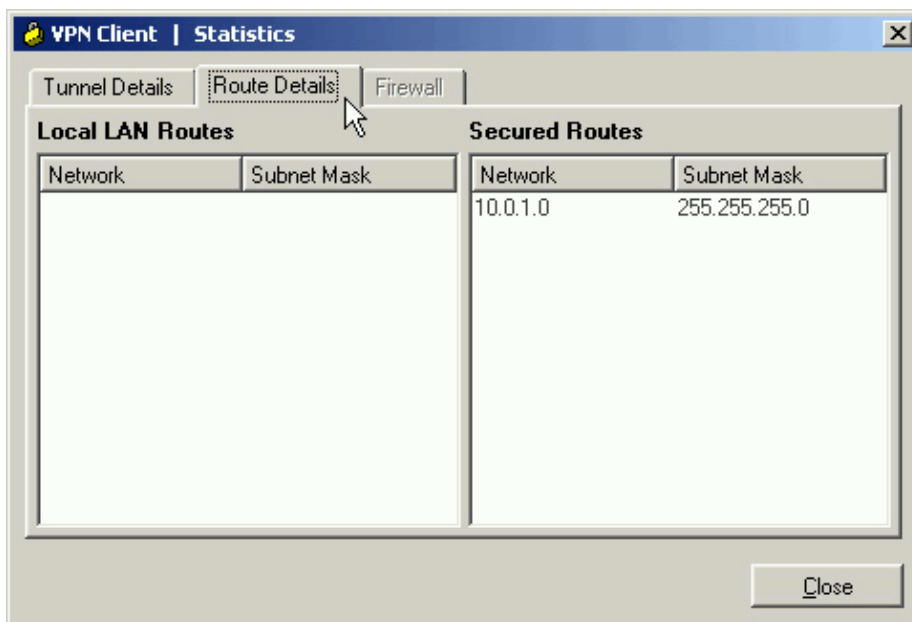 VPN Client | Statistics
Tunnel Details
Route Details
Firewall
Local LAN Routes
Network
Subnet Mask
Secured Routes
Network
Subnet Mask
10.0.1.0
255.255.255.0
Close